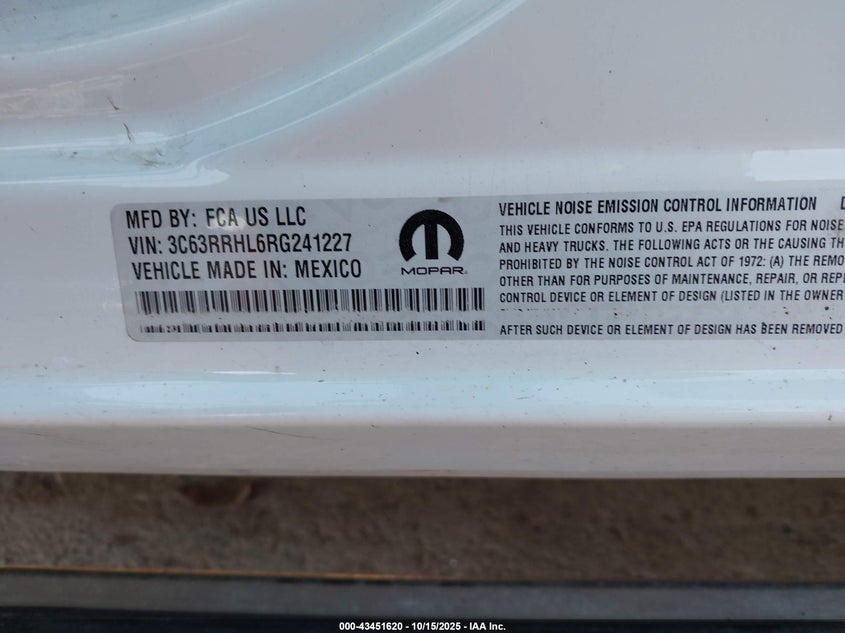 MFD BY: FCA US LLC
VIN: 3C63RRHL6RG241227
VEHICLE MADE IN: MEXICO
MOPAR
VEHICLE NOISE EMISSION CONTROL INFORMATION
THIS VEHICLE CONFORMS TO U.S. EPA REGULATIONS FOR NOISE
AND HEAVY TRUCKS. THE FOLLOWING ACTS OR THE CAUSING TH
PROHIBITED BY THE NOISE CONTROL ACT OF 1972: (A) THE REMO
OTHER THAN FOR PURPOSES OF MAINTENANCE, REPAIR, OR REPL
CONTROL DEVICE OR ELEMENT OF DESIGN (LISTED IN THE OWNER
AFTER SUCH DEVICE OR ELEMENT OF DESIGN HAS BEEN REMOVED
000-43451620 - 10/15/2025 - IAA Inc.